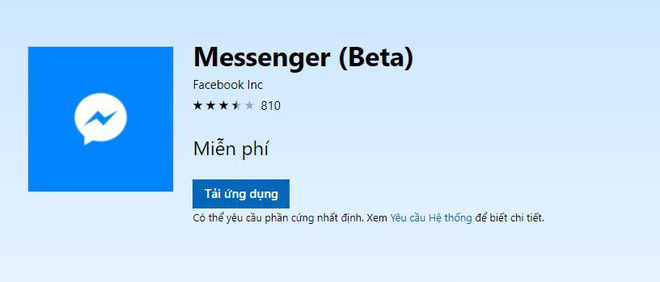 Messenger (Beta)
Facebook Inc
810
Miễn phí
Tải ứng dụng
Có thể yêu cầu phần cứng nhất định. Xem Yêu cầu Hệ thống để biết chi tiết.